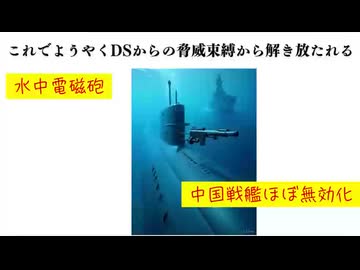 これでようやくDSからの脅威束縛から解き放たれる
水中電磁砲
中国戦艦ほぼ無効化